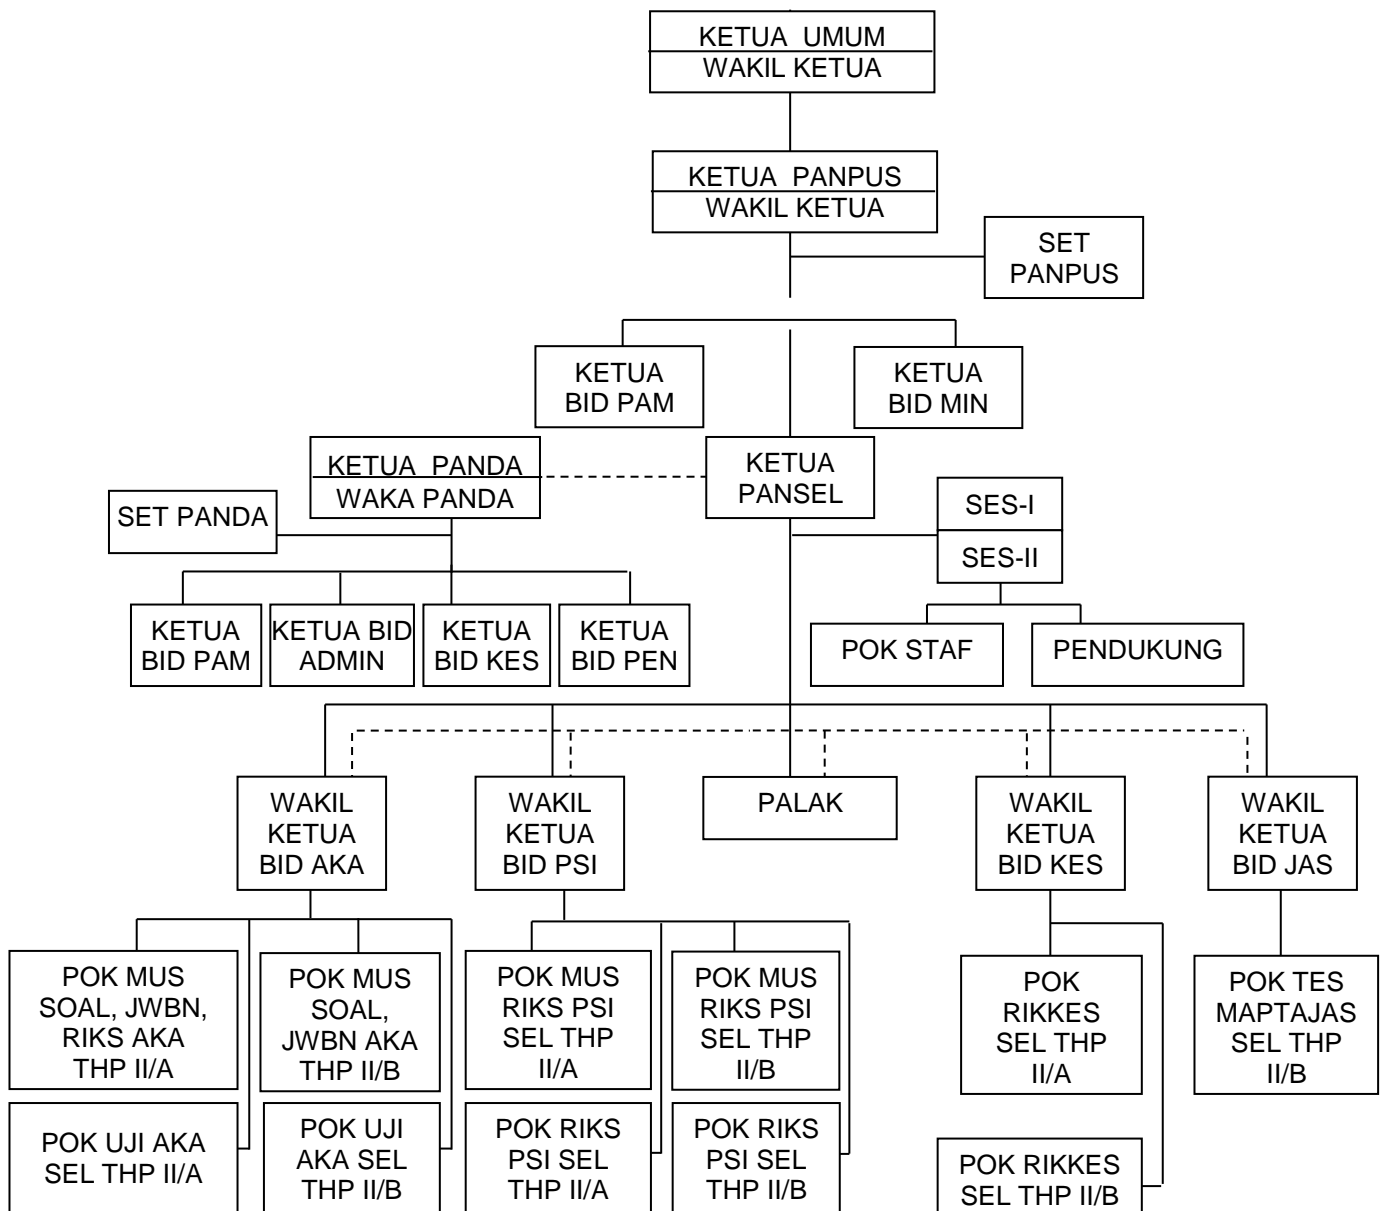 KETUA UMUM
WAKIL KETUA
KETUA PANPUS
WAKIL KETUA
SET
PANPUS
KETUA
BID PAM
KETUA
BID MIN
KETUA PANDA
WAKA PANDA
KETUA
PANSEL
SET PANDA
SES-I
SES-II
KETUA
BID PAM
KETUA BID
ADMIN
KETUA
BID KES
KETUA
BID PEN
POK STAF
PENDUKUNG
WAKIL
KETUA
BID AKA
WAKIL
KETUA
BID PSI
PALAK
WAKIL
KETUA
BID KES
WAKIL
KETUA
BID JAS
POK MUS
SOAL, JWBN,
RIKS AKA
THP II/A
POK MUS
SOAL,
JWBN AKA
THP II/B
POK MUS
RIKS PSI
SEL THP
II/A
POK MUS
RIKS PSI
SEL THP
II/B
POK
RIKKES
SEL THP
II/A
POK TES
MAPTAJAS
SEL THP
II/B
POK UJI AKA
SEL THP II/A
POK UJI
AKA SEL
THP II/B
POK RIKS
PSI SEL
THP II/A
POK RIKS
PSI SEL
THP II/B
POK RIKKES
SEL THP II/B